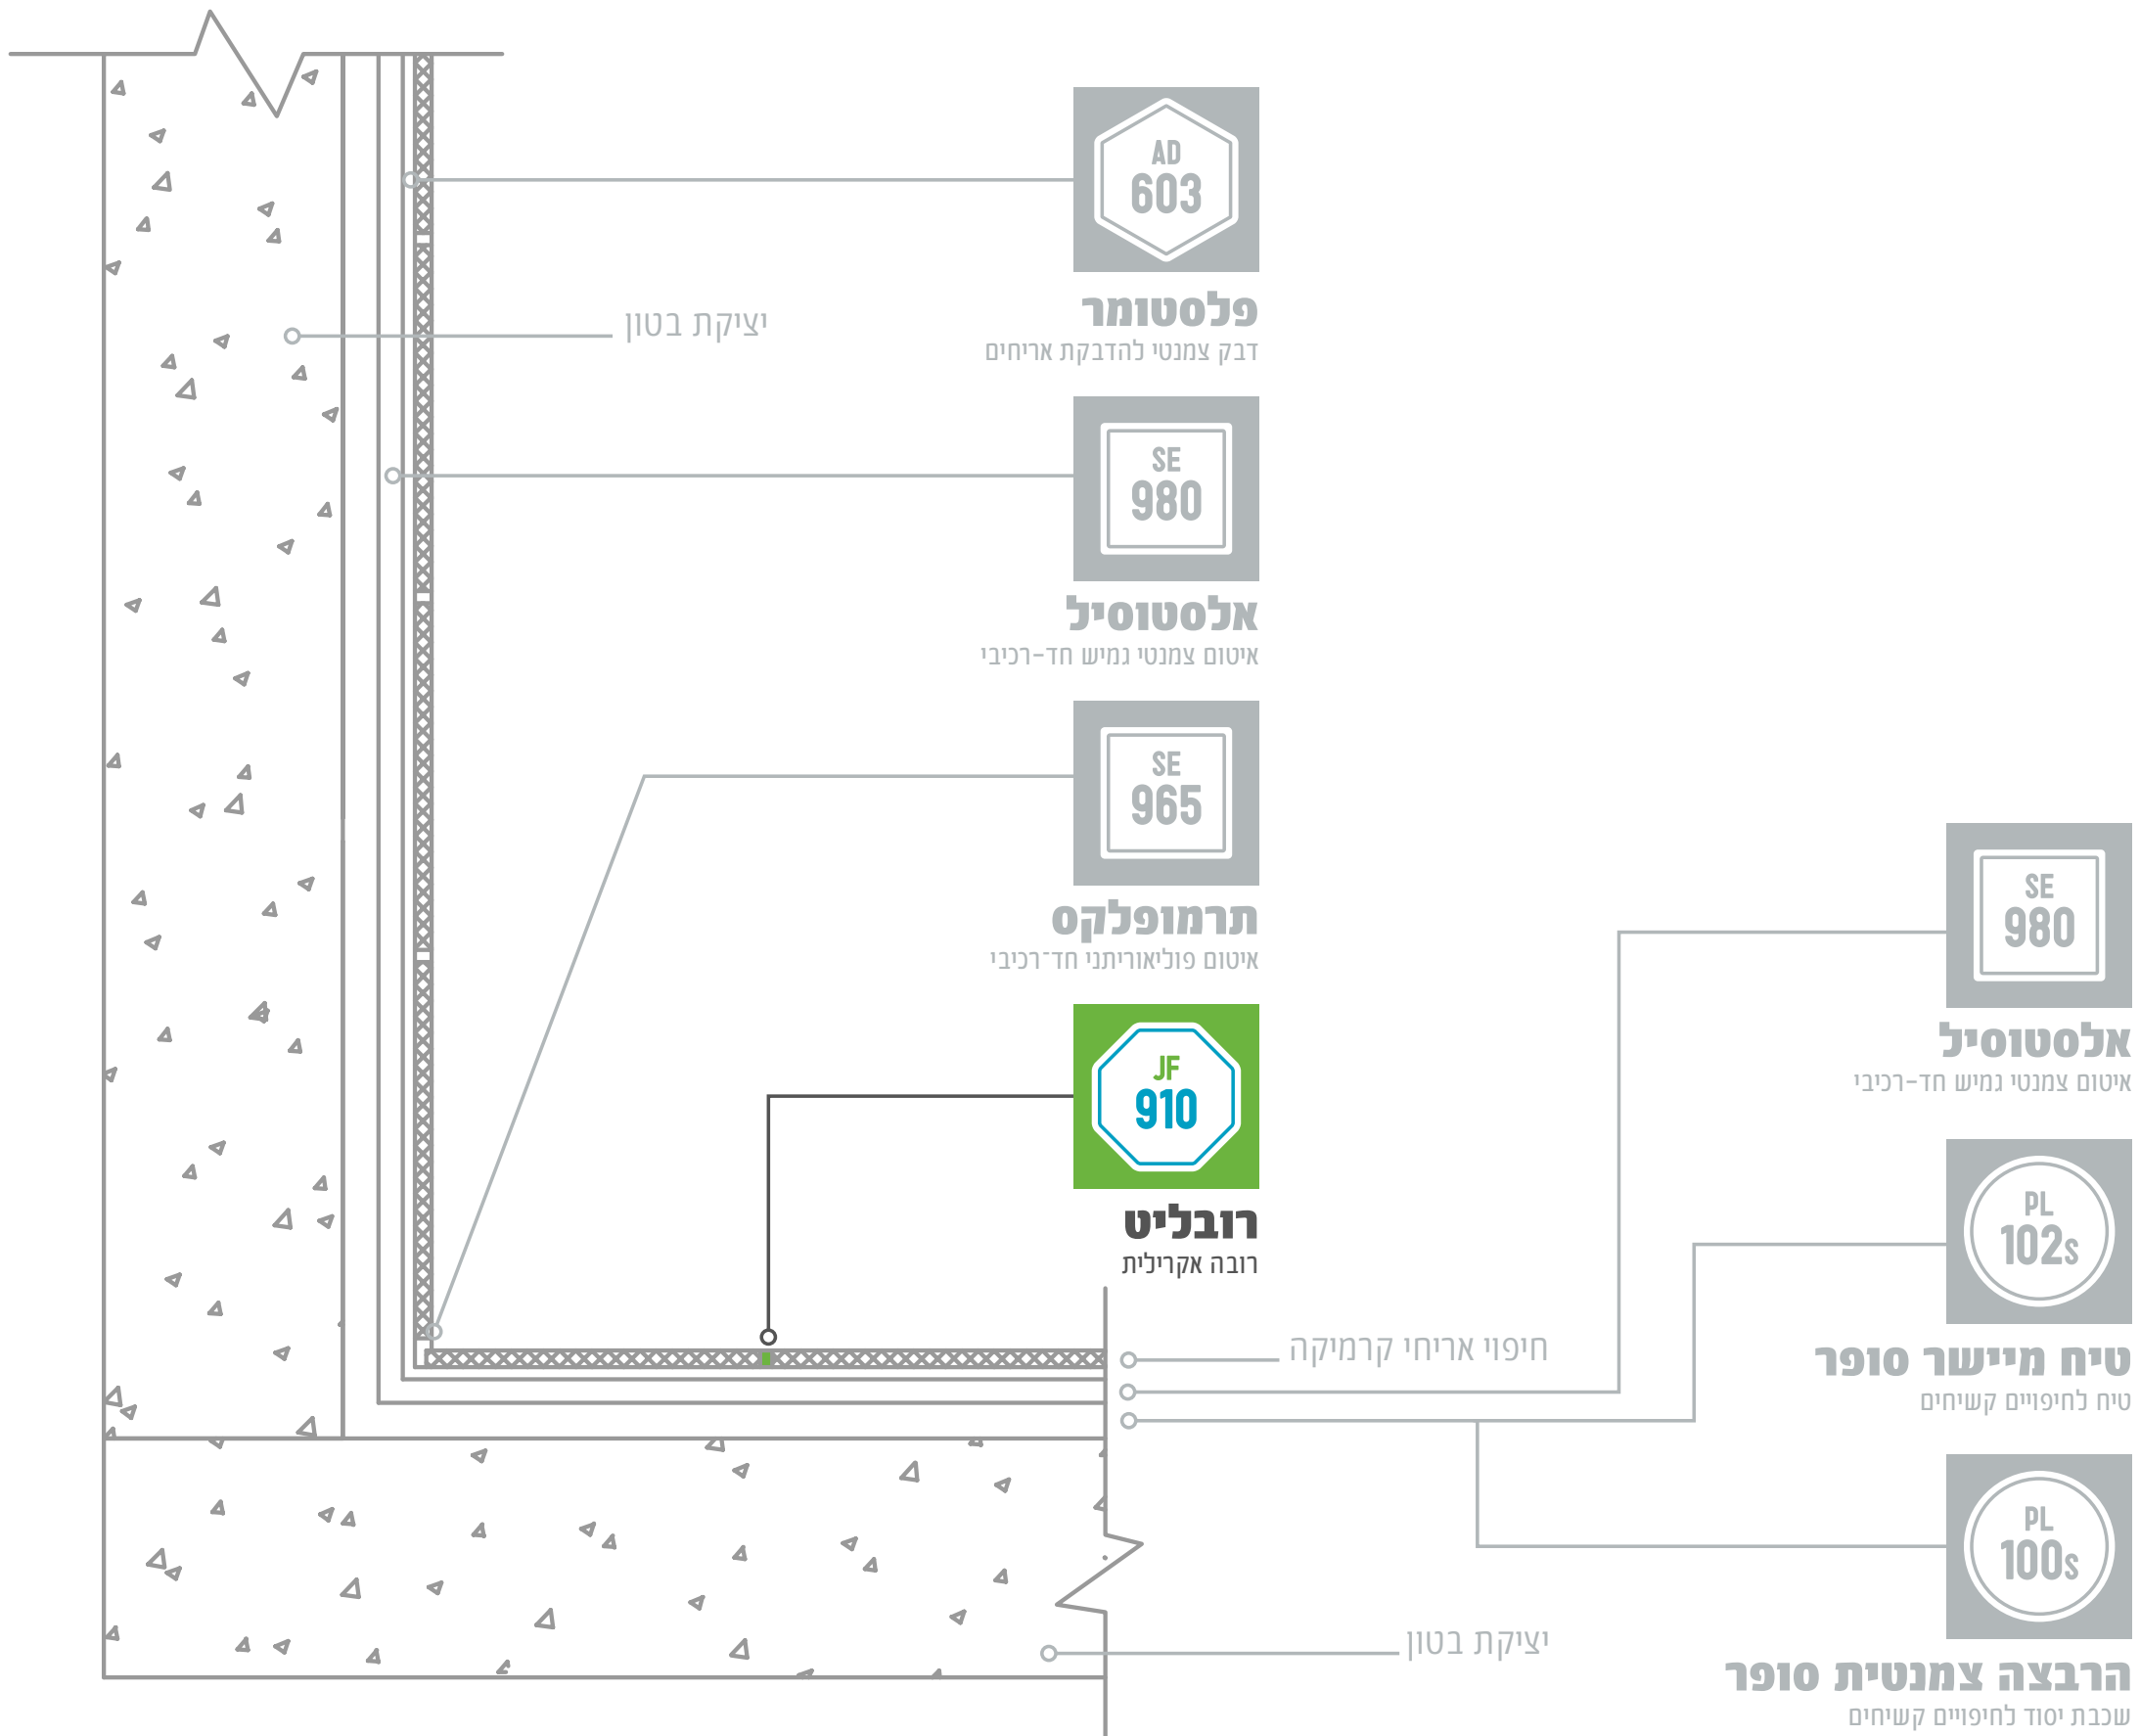 AD
603
פלסטומר
דבק צמנטי להדבקת אריחים
יציקת בטון
SE
980
אלסטוסיל
איטום צמנטי גמיש חד-רכיבי
SE
965
תרמופלקס
איטום פוליאוריתני חד־רכיבי
JF
910
רובליט
רובה אקרילית
SE
980
אלסטוסיל
איטום צמנטי גמיש חד-רכיבי
PL
102s
טיח מיישר סופר
טיח לחיפויים קשיחים
חיפוי אריחי קרמיקה
PL
100s
הרבצה צמנטית סופר
שכבת יסוד לחיפויים קשיחים
יציקת בטון